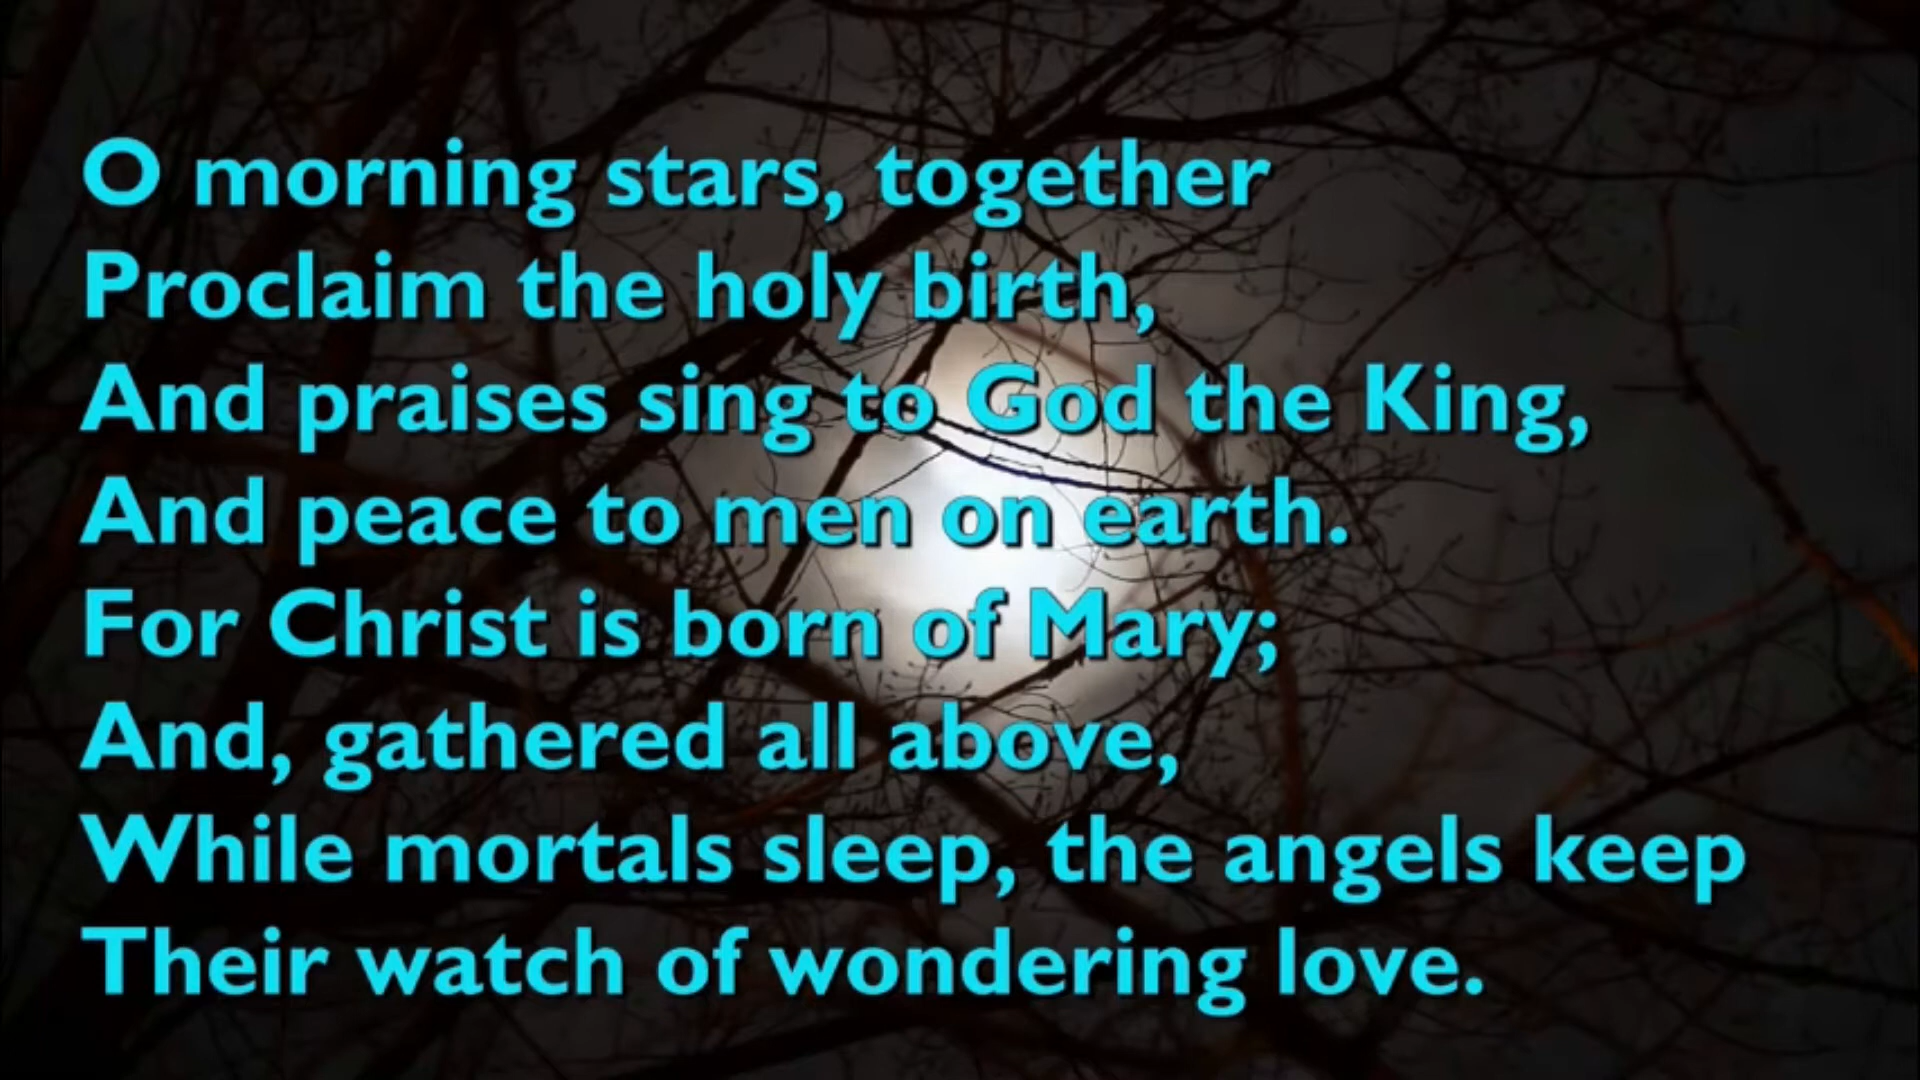 O morning stars, together
Proclaim the holy birth,
And praises sing to God the King,
And peace to men on earth.
For Christ is born of Mary;
And, gathered all above,
While mortals sleep, the angels keep
Their watch of wondering love.